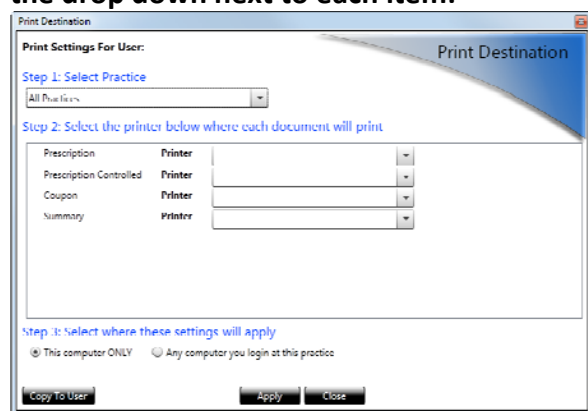 the drop down next to each item.
Print Destination
Print Settings For User:
Print Destination
Step 1: Select Practice
All Practices
Step 2: Select the printer below where each document will print
Prescription Printer
Prescription Controlled Printer
Coupon Printer
Summary Printer
Step 3: Select where these settings will apply
This computer ONLY Any computer you login at this practice
Copy To User Apply Close